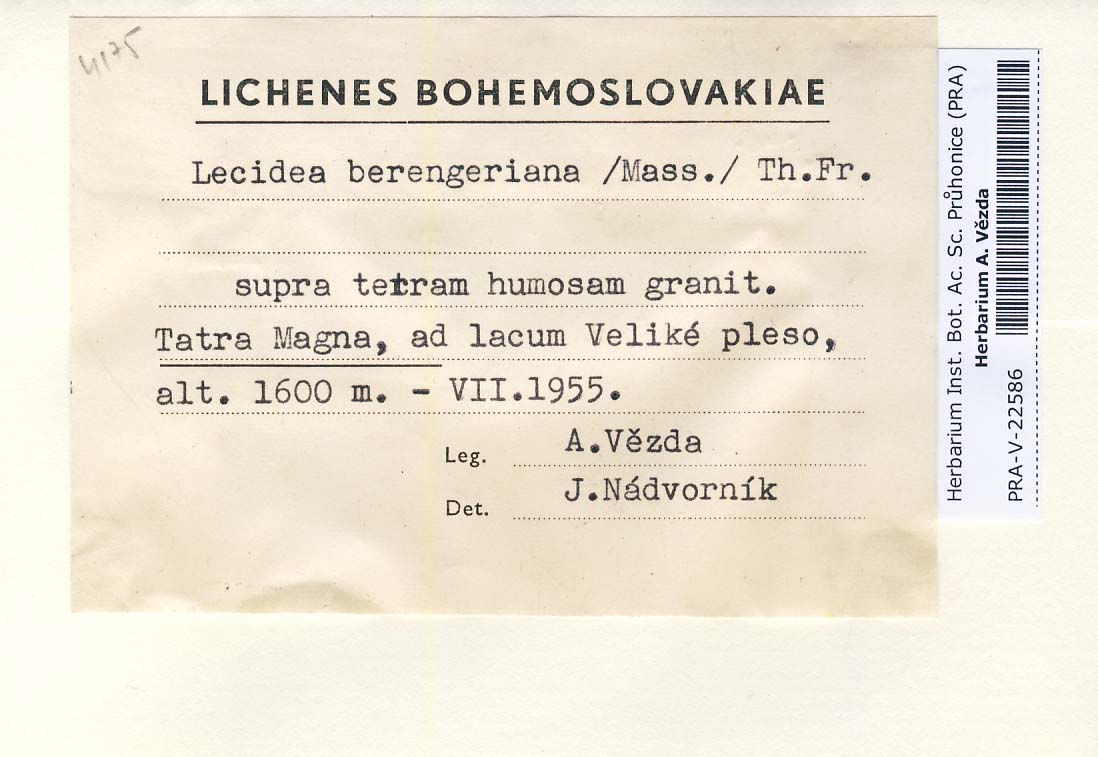 4175
LICHENES BOHEMOSLOVAKIAE
Lecidea berengeriana /Mass./ Th.Fr.
supra terram humosam granit.
Tatra Magna, ad lacum Veliké pleso,
alt. 1600 m. - VII.1955.
Leg. A.Vězda
Det. J.Nádvorník
Herbarium Inst. Bot. Ac. Sc. Průhonice (PRA)
Herbarium A. Vězda
PRA-V-22586